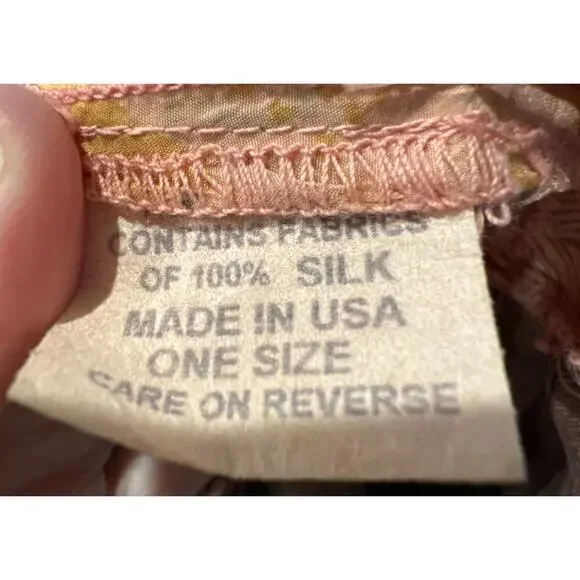 CONTAINS FABRICS
OF 100% SILK
MADE IN USA
ONE SIZE
CARE ON REVERSE